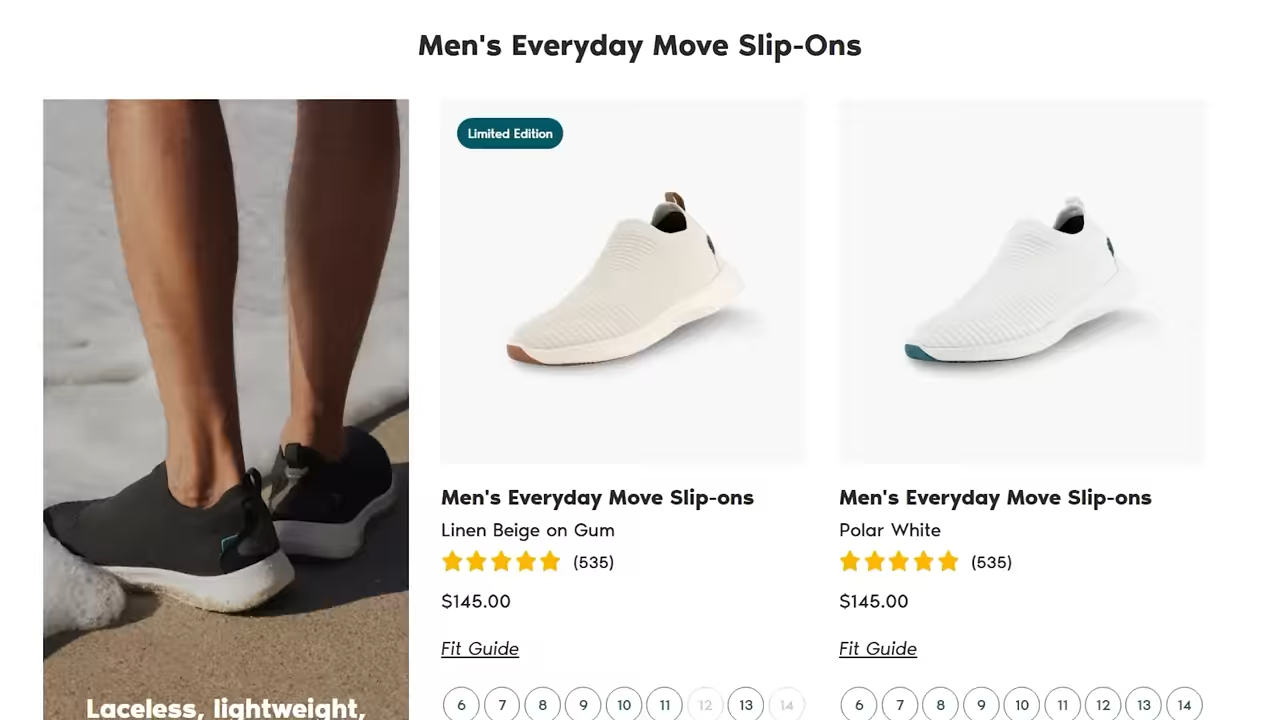 Men's Everyday Move Slip-Ons
Laceless, lightweight,
Limited Edition
Men's Everyday Move Slip-ons
Linen Beige on Gum
(535)
$145.00
Fit Guide
6 7 8 9 10 11 12 13 14
Men's Everyday Move Slip-ons
Polar White
(535)
$145.00
Fit Guide
6 7 8 9 10 11 12 13 14